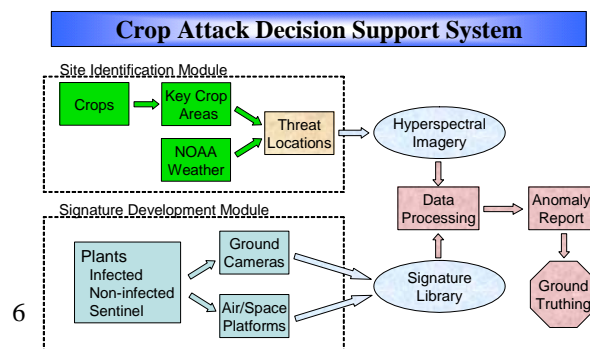 Crop Attack Decision Support System
Site Identification Module
Crops
Key Crop
Areas
NOAA
Weather
Threat
Locations
Hyperspectral
Imagery
Data
Processing
Anomaly
Report
Ground
Truthing
Signature Development Module
Plants
Infected
Non-infected
Sentinel
Ground
Cameras
Air/Space
Platforms
Signature
Library
6